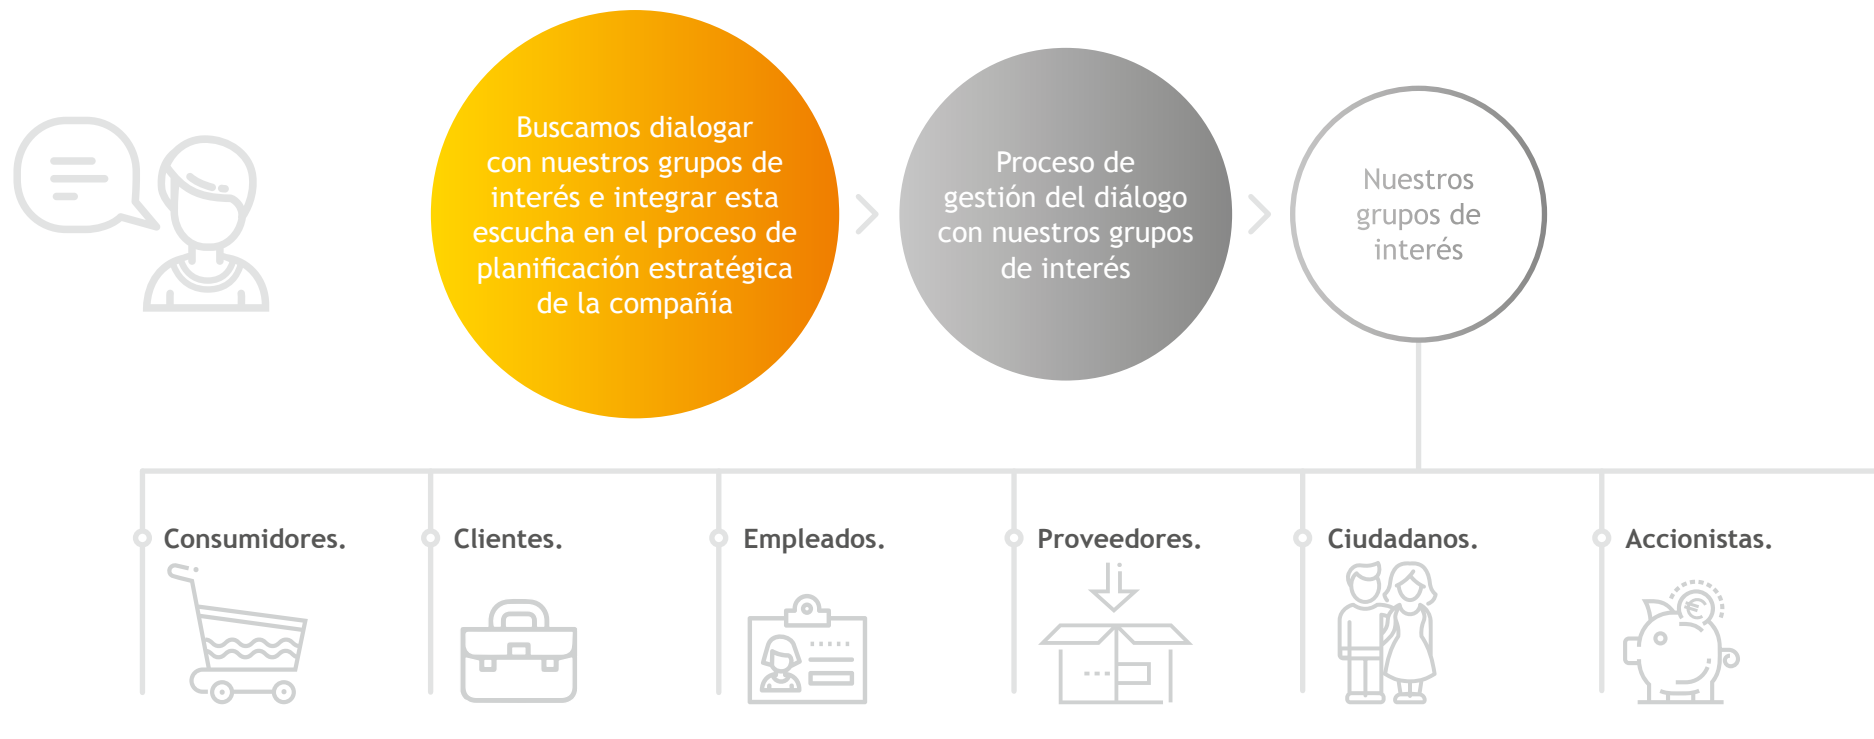 Buscamos dialogar
con nuestros grupos de
interés e integrar esta
escucha en el proceso de
planificación estratégica
de la compañía
Proceso de
gestión del diálogo
con nuestros grupos
de interés
Nuestros
grupos de
interés
Consumidores.
Clientes.
Empleados.
Proveedores.
Ciudadanos.
Accionistas.
€